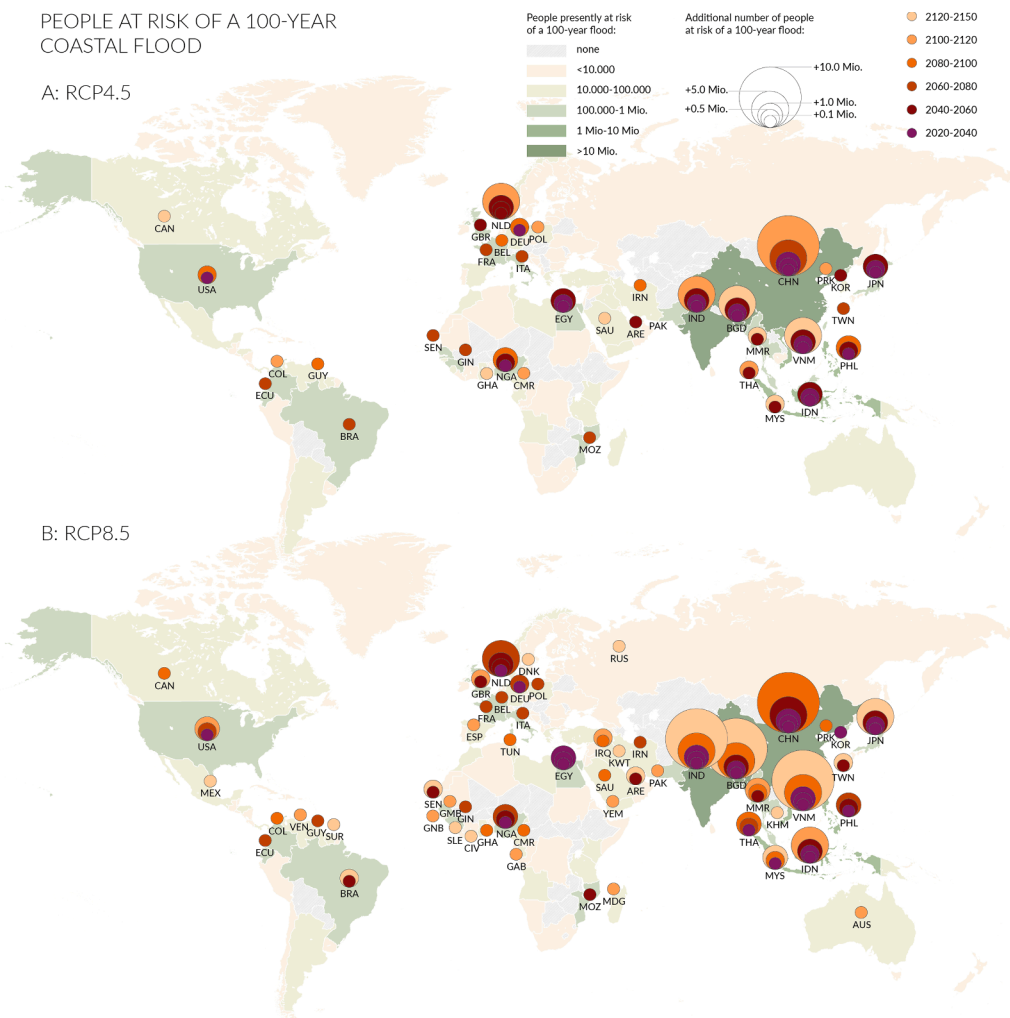 PEOPLE AT RISK OF A 100-YEAR
COASTAL FLOOD
People presently at risk
of a 100-year flood:
none
<10.000
10.000-100.000
100.000-1 Mio.
1 Mio-10 Mio
>10 Mio.
Additional number of people
at risk of a 100-year flood:
+10.0 Mio.
+5.0 Mio.
+1.0 Mio.
+0.5 Mio.
+0.1 Mio.
2120-2150
2100-2120
2080-2100
2060-2080
2040-2060
2020-2040
A: RCP4.5
CAN
USA
COL
GUY
ECU
BRA
NLD
GBR
DEU
POL
BEL
FRA
ITA
EGY
SAU
IRN
ARE
PAK
SEN
GIN
GHA
NGA
CMR
MOZ
CHN
PRK
KOR
JPN
IND
BGD
TWN
MMR
VNM
PHL
THA
MYS
IDN
B: RCP8.5
CAN
USA
MEX
COL
VEN
GUY
SUR
ECU
BRA
RUS
NLD
DNK
GBR
DEU
POL
BEL
FRA
ITA
ESP
TUN
IRQ
KWT
IRN
EGY
SAU
ARE
PAK
YEM
SEN
GMB
GIN
GNB
SLE
CIV
GHA
NGA
CMR
GAB
MOZ
MDG
CHN
PRK
KOR
JPN
IND
BGD
TWN
MMR
KHM
VNM
PHL
THA
MYS
IDN
AUS